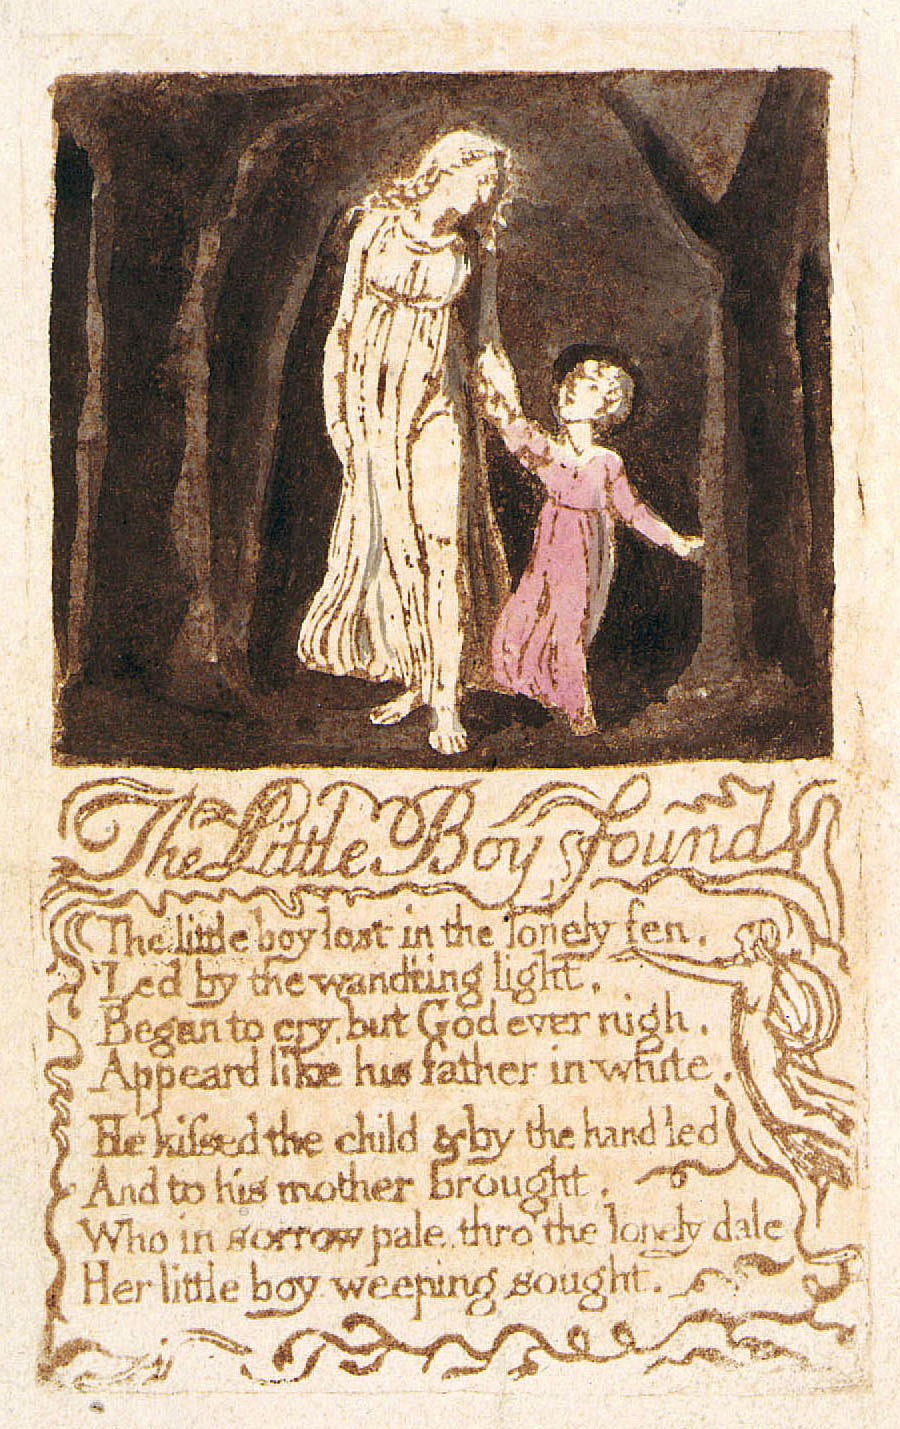 The Little Boy found
The little boy lost in the lonely fen,
Led by the wand'ring light,
Began to cry, but God ever nigh,
Appeard like his father in white.
He kissed the child & by the hand led
And to his mother brought,
Who in sorrow pale, thro' the lonely dale
Her little boy weeping sought.